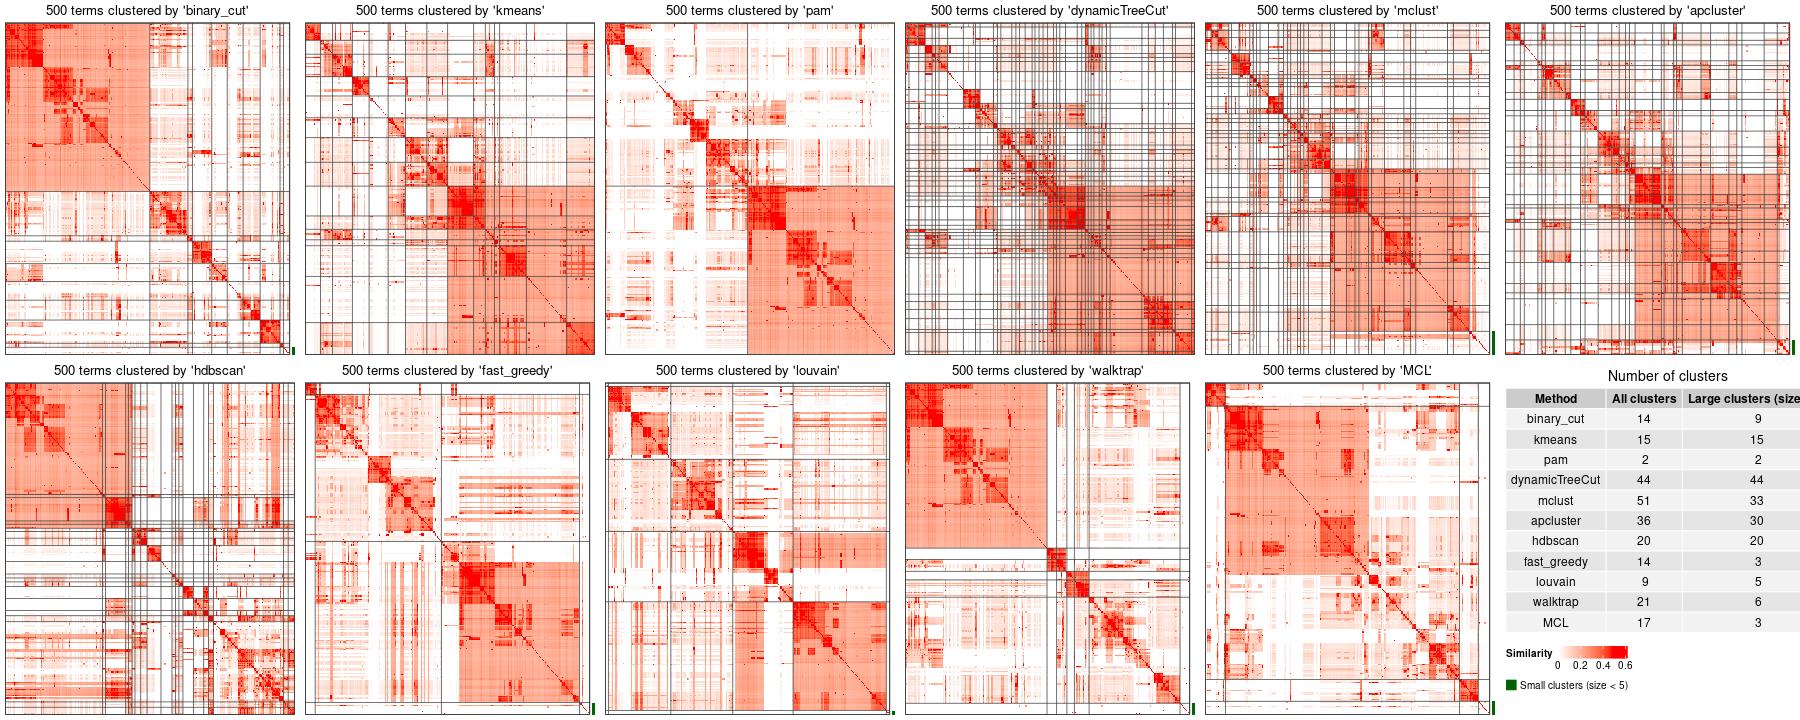 500 terms clustered by 'binary_cut'
500 terms clustered by 'kmeans'
500 terms clustered by 'pam'
500 terms clustered by 'dynamicTreeCut'
500 terms clustered by 'mclust'
500 terms clustered by 'apcluster'
500 terms clustered by 'hdbscan'
500 terms clustered by 'fast_greedy'
500 terms clustered by 'louvain'
500 terms clustered by 'walktrap'
500 terms clustered by 'MCL'
Number of clusters
Method All clusters Large clusters (size
binary_cut 14 9
kmeans 15 15
pam 2 2
dynamicTreeCut 44 44
mclust 51 33
apcluster 36 30
hdbscan 20 20
fast_greedy 14 3
louvain 9 5
walktrap 21 6
MCL 17 3
Similarity
0 0.2 0.4 0.6
Small clusters (size < 5)